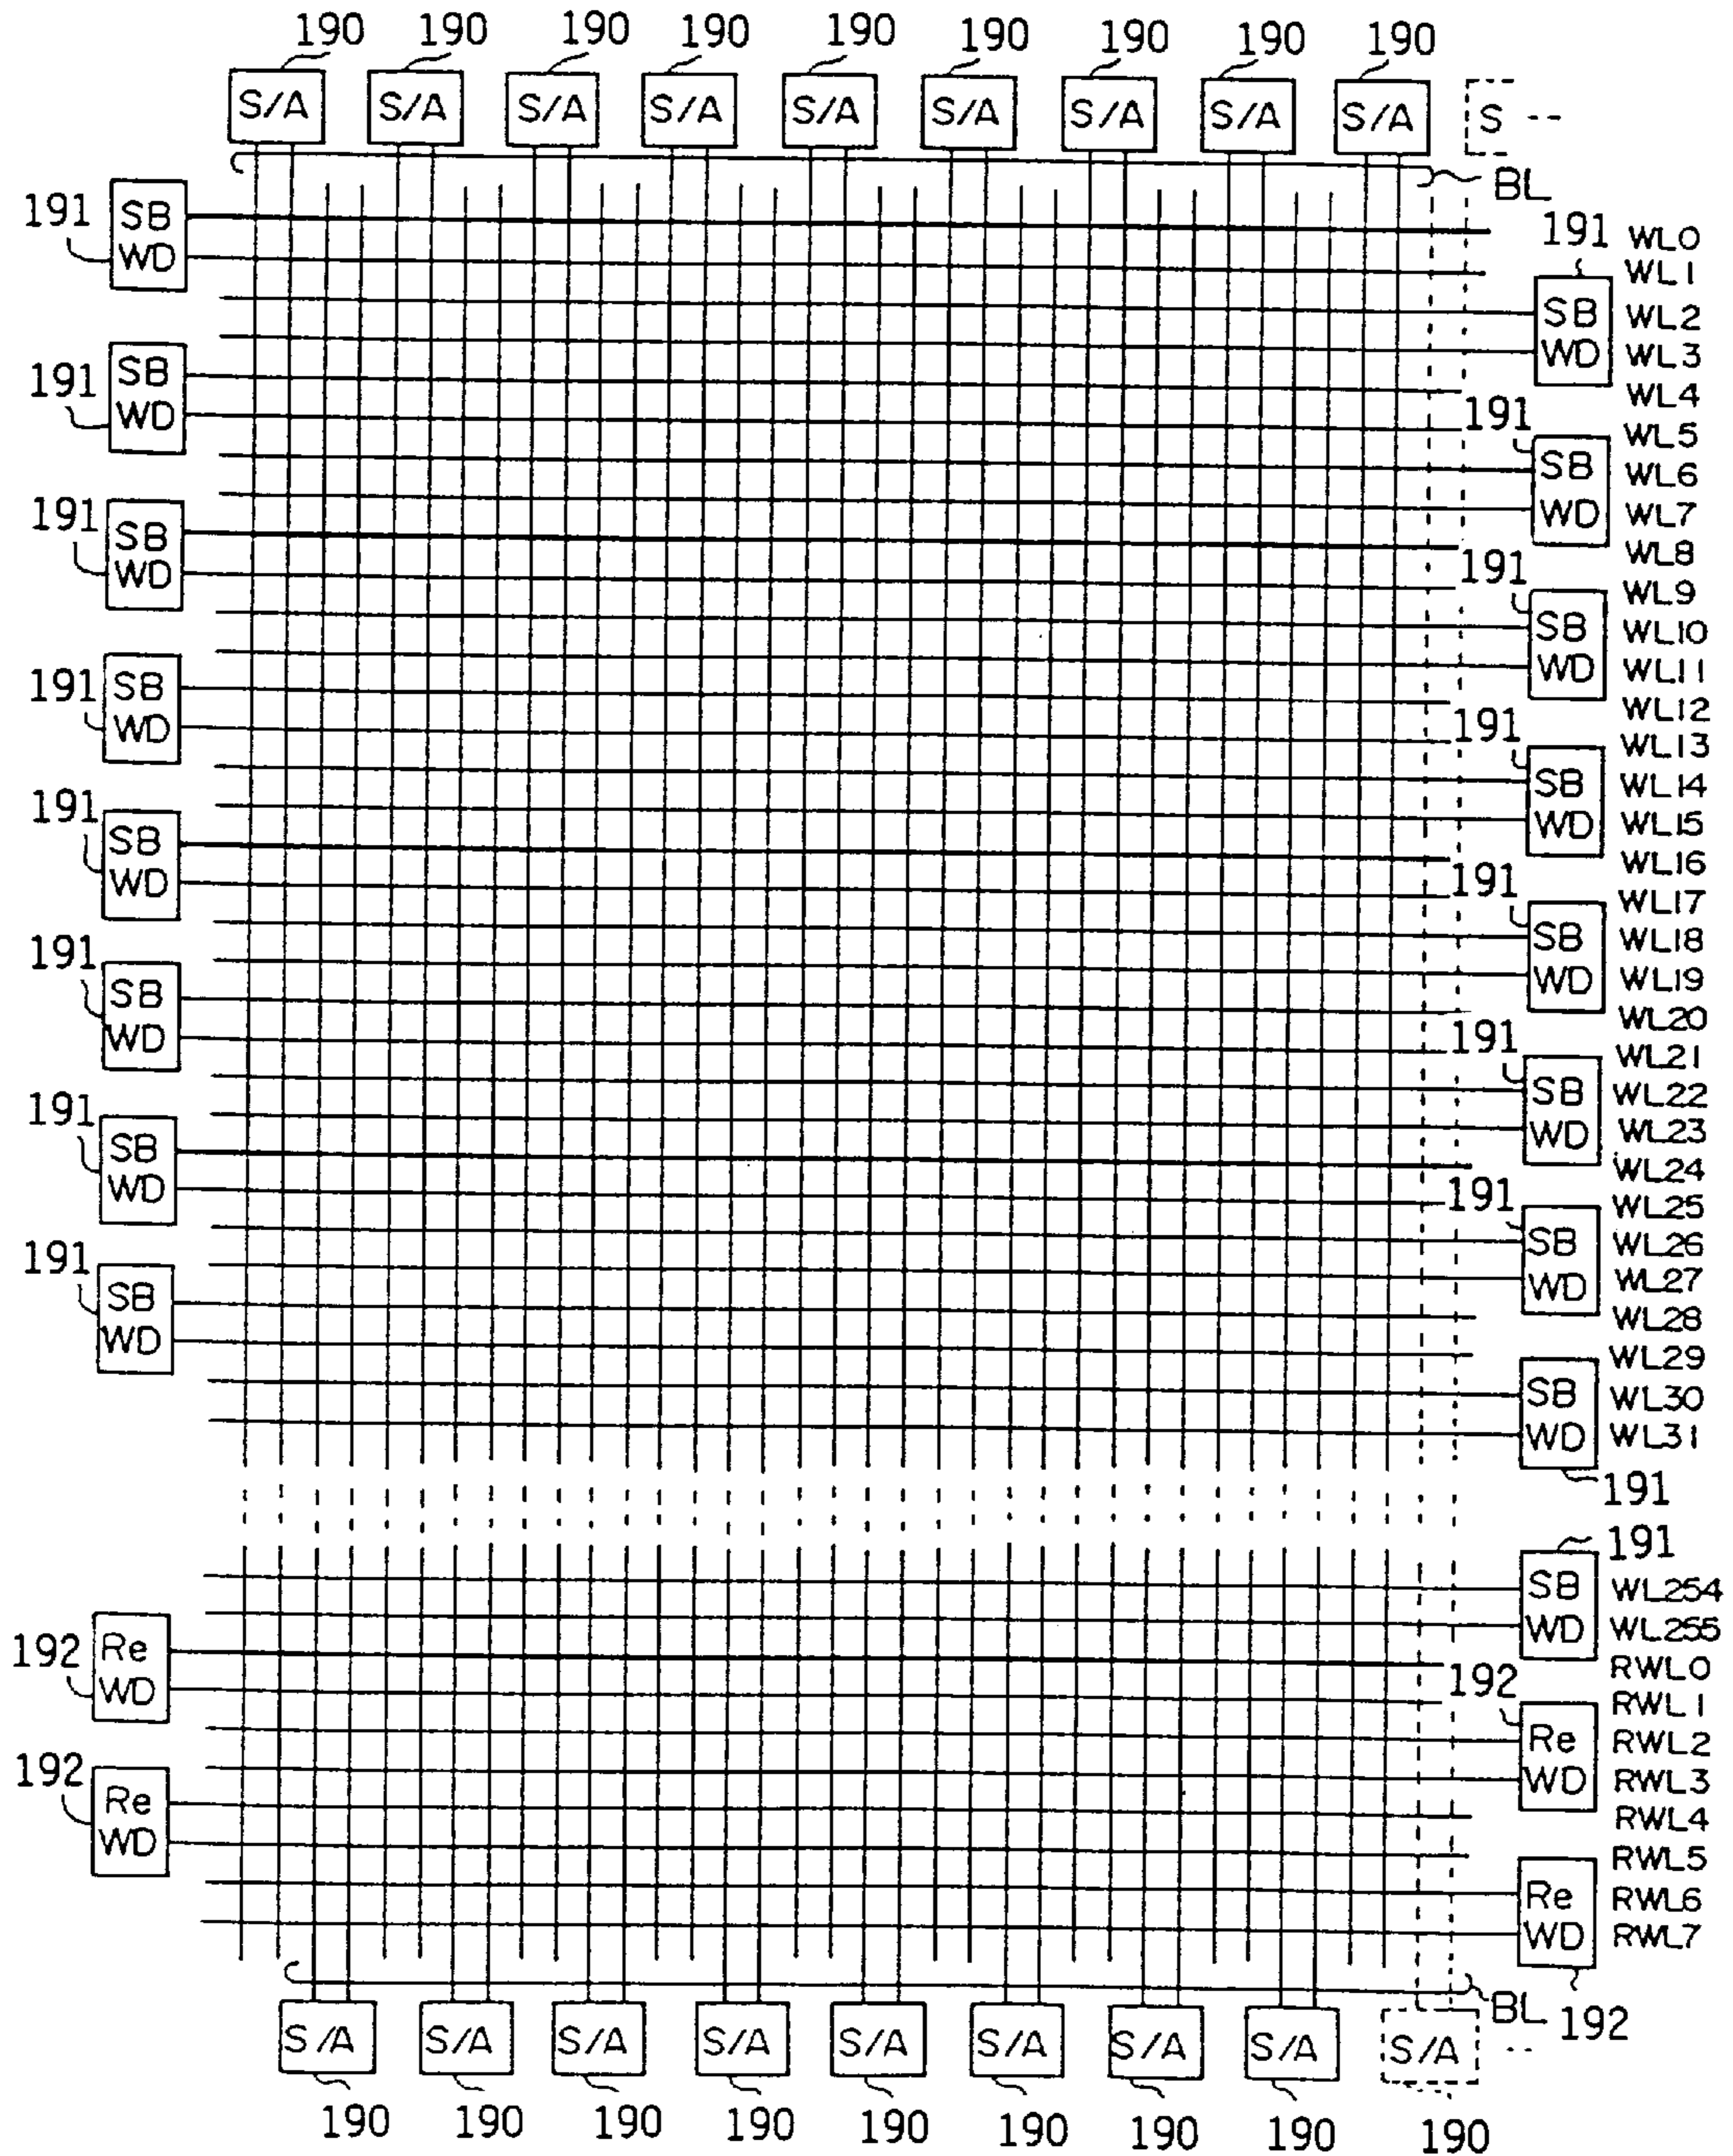 190 190 190 190 190 190 190 190 190
S/A S/A S/A S/A S/A S/A S/A S/A S/A S
BL
191 SB WD
191 WL0
WL1
SB WL2
WD WL3
191 SB WD
WL4
191 WL5
SB WL6
WD WL7
191 SB WD
WL8
191 WL9
SB WL10
WD WL11
191 SB WD
WL12
191 WL13
SB WL14
WD WL15
191 SB WD
WL16
191 WL17
SB WL18
WD WL19
191 SB WD
WL20
191 WL21
SB WL22
WD WL23
191 SB WD
WL24
191 WL25
SB WL26
WD WL27
191 SB WD
WL28
WL29
SB WL30
WD WL31
191
191
SB WL254
WD WL255
192 Re WD
RWL0
192 RWL1
Re RWL2
WD RWL3
192 Re WD
RWL4
RWL5
Re RWL6
WD RWL7
BL 192
S/A S/A S/A S/A S/A S/A S/A S/A S/A
190 190 190 190 190 190 190 190 190